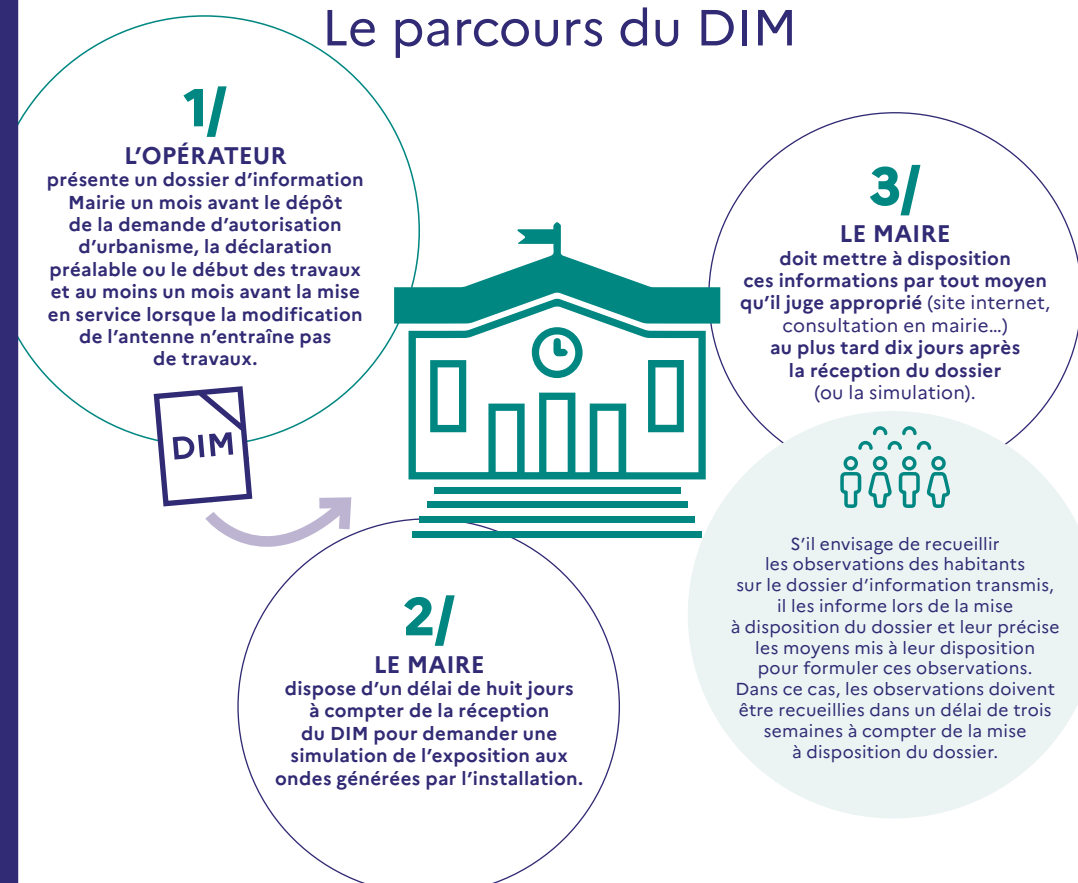 Le parcours du DIM
1/
L'OPÉRATEUR
présente un dossier d'information
Mairie un mois avant le dépôt
de la demande d'autorisation
d'urbanisme, la déclaration
préalable ou le début des travaux
et au moins un mois avant la mise
en service lorsque la modification
de l'antenne n'entraîne pas
de travaux.
DIM
2/
LE MAIRE
dispose d'un délai de huit jours
à compter de la réception
du DIM pour demander une
simulation de l'exposition aux
ondes générées par l'installation.
3/
LE MAIRE
doit mettre à disposition
ces informations par tout moyen
qu'il juge approprié (site internet,
consultation en mairie…)
au plus tard dix jours après
la réception du dossier
(ou la simulation).
S'il envisage de recueillir
les observations des habitants
sur le dossier d'information transmis,
il les informe lors de la mise
à disposition du dossier et leur précise
les moyens mis à leur disposition
pour formuler ces observations.
Dans ce cas, les observations doivent
être recueillies dans un délai de trois
semaines à compter de la mise
à disposition du dossier.